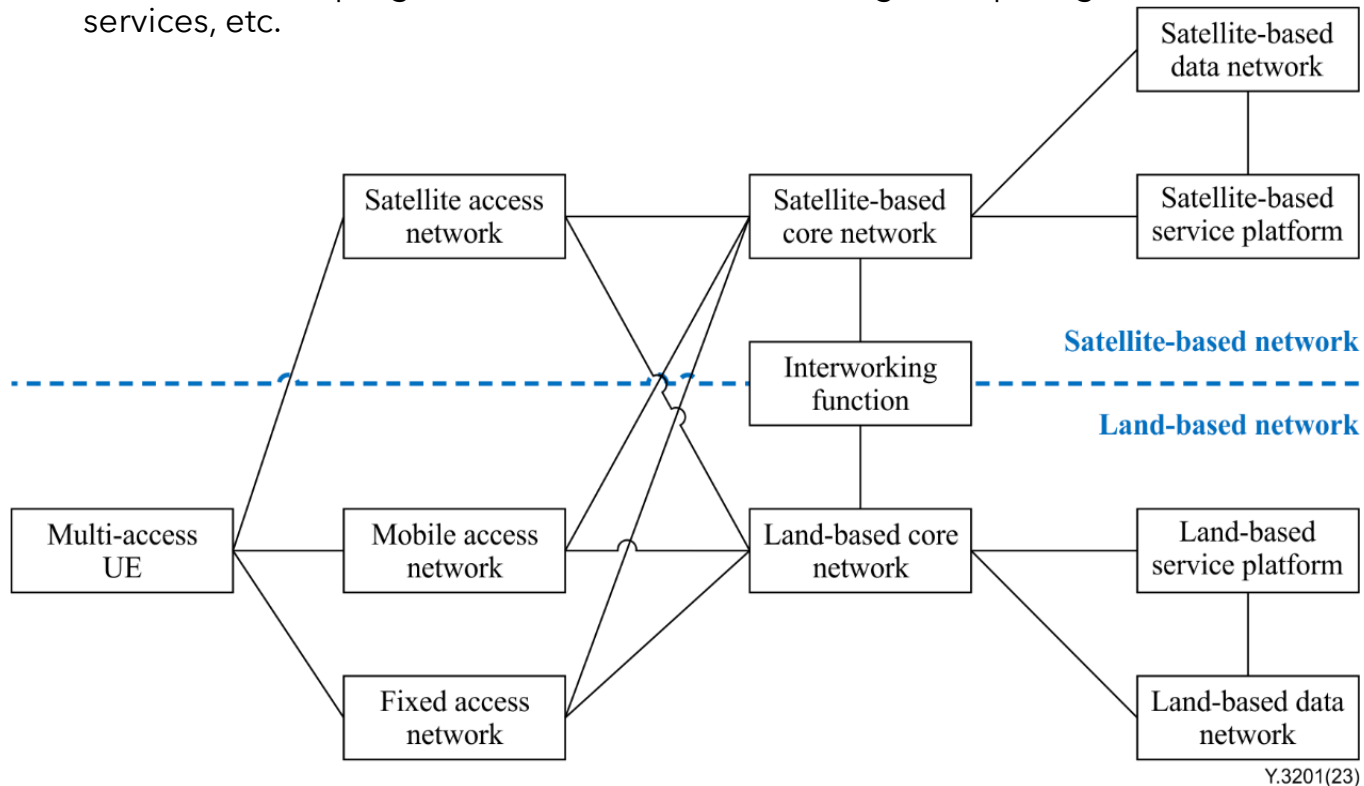 services, etc.
Satellite-based
data network
Satellite access
network
Satellite-based
core network
Satellite-based
service platform
Satellite-based network
Interworking
function
Land-based network
Multi-access
UE
Mobile access
network
Land-based core
network
Land-based
service platform
Fixed access
network
Land-based data
network
Y.3201(23)